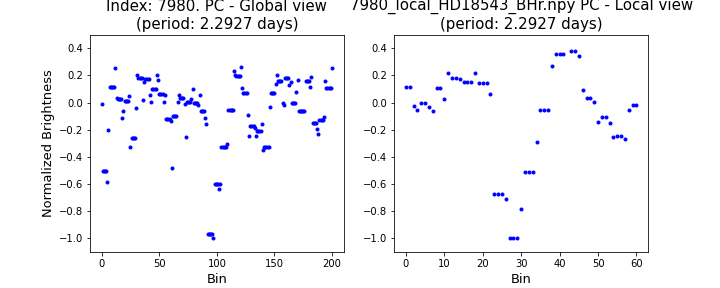 Index: 7980. PC - Global view
(period: 2.2927 days)
7980_local_HD18543_BHr.npy PC - Local view
(period: 2.2927 days)
Normalized Brightness
0.4
0.2
0.0
−0.2
−0.4
−0.6
−0.8
−1.0
0 50 100 150 200
Bin
0.4
0.2
0.0
−0.2
−0.4
−0.6
−0.8
−1.0
0 10 20 30 40 50 60
Bin